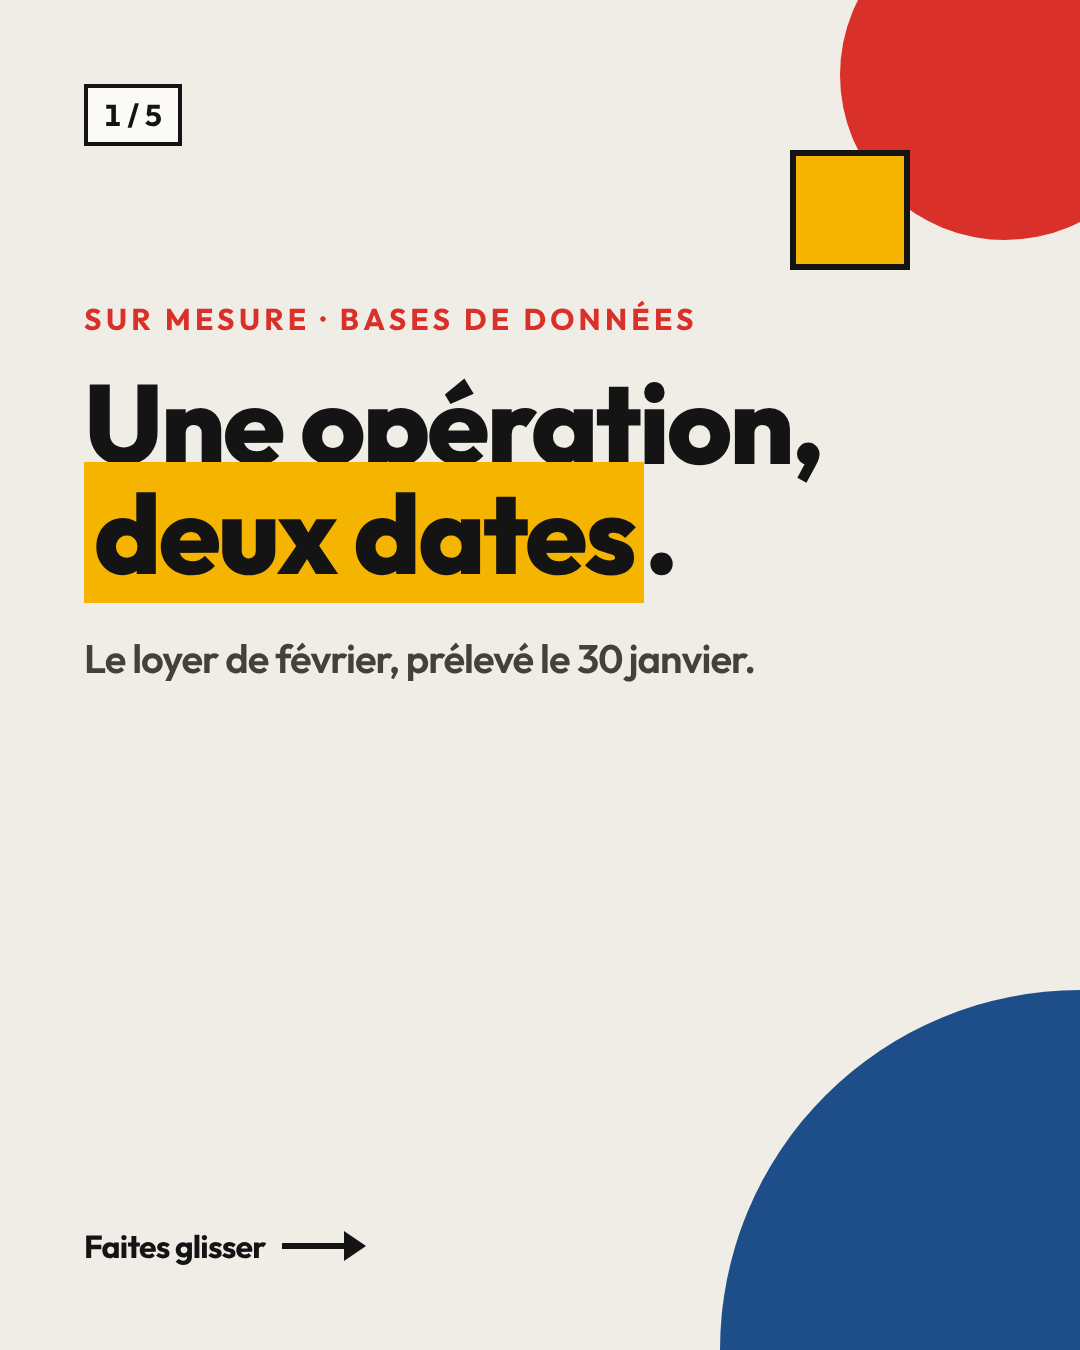 1 / 5
SUR MESURE · BASES DE DONNÉES
Une opération,
deux dates.
Le loyer de février, prélevé le 30 janvier.
Faites glisser